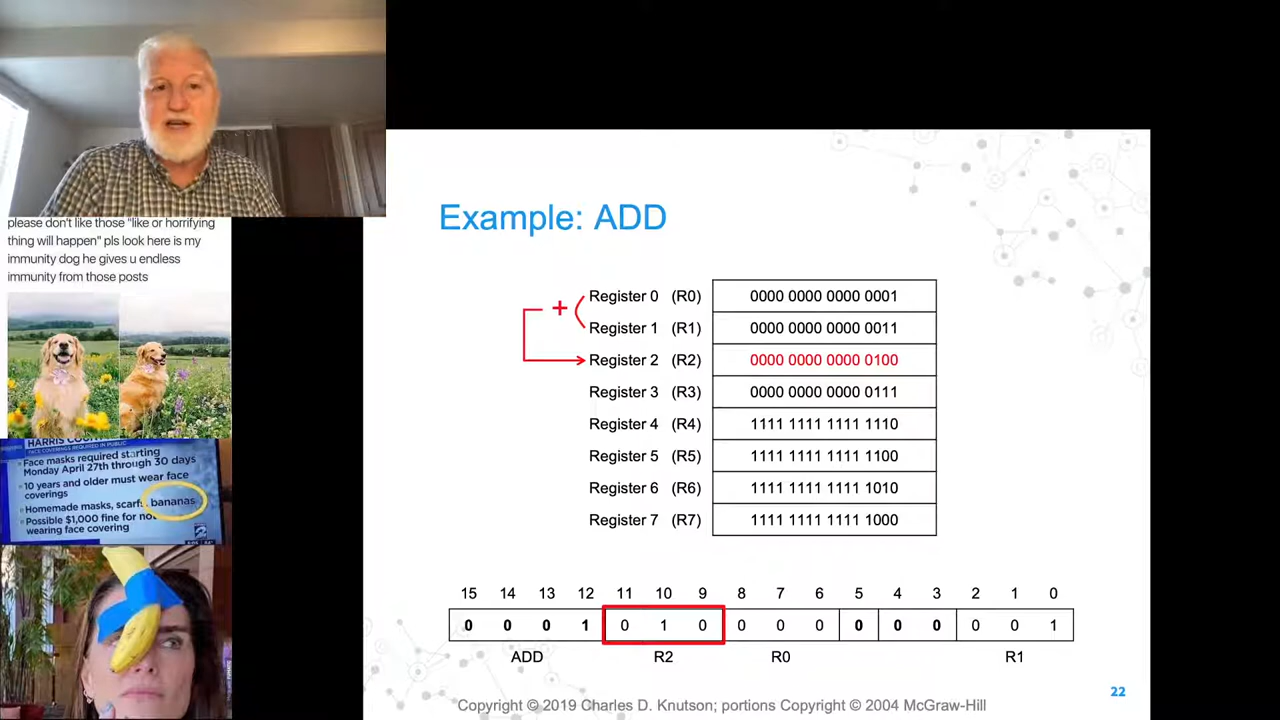 please don't like those "like or horrifying
thing will happen" pls look here is my
immunity dog he gives u endless
immunity from those posts
FACE COVERINGS REQUIRED IN PUBLIC
Face masks required starting
Monday April 27th through 30 days
10 years and older must wear face
coverings
Homemade masks, scarfs, bananas
Possible $1,000 fine for not
wearing face covering
2
Example: ADD
+
Register 0 (R0) 0000 0000 0000 0001
Register 1 (R1) 0000 0000 0000 0011
Register 2 (R2) 0000 0000 0000 0100
Register 3 (R3) 0000 0000 0000 0111
Register 4 (R4) 1111 1111 1111 1110
Register 5 (R5) 1111 1111 1111 1100
Register 6 (R6) 1111 1111 1111 1010
Register 7 (R7) 1111 1111 1111 1000
15 14 13 12 11 10 9 8 7 6 5 4 3 2 1 0
0 0 0 1 0 1 0 0 0 0 0 0 0 0 0 1
ADD R2 R0 R1
22
Copyright © 2019 Charles D. Knutson; portions Copyright © 2004 McGraw-Hill